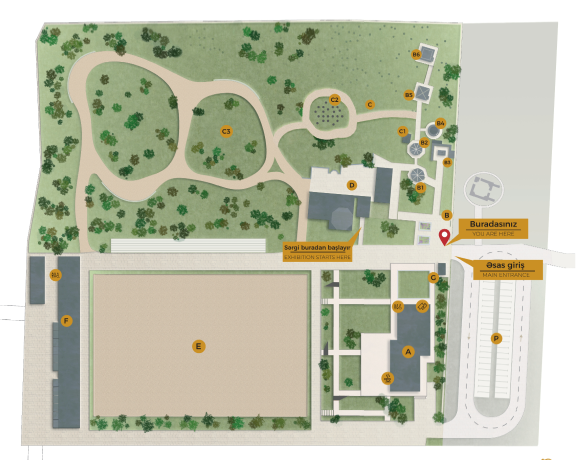 B6
B5
C2
C
B4
C1
C3
B2
B3
D
B1
B
Buradasınız
YOU ARE HERE
Sərgi buradan başlayır
EXHIBITION STARTS HERE
Əsas giriş
MAIN ENTRANCE
G
F
P
E
A